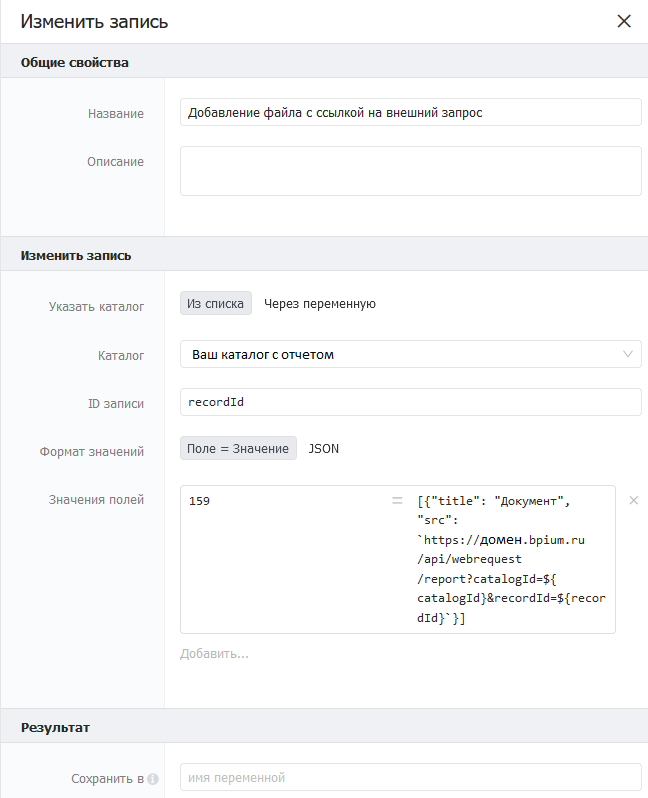 Изменить запись
Общие свойства
Название
Добавление файла с ссылкой на внешний запрос
Описание
Изменить запись
Указать каталог
Из списка
Через переменную
Каталог
Ваш каталог с отчетом
ID записи
recordId
Формат значений
Поле = Значение
JSON
Значения полей
159
=
[{"title": "Документ",
"src":
`https://домен.bpium.ru
/api/webrequest
/report?catalogId=${
catalogId}&recordId=${recor
dId}`}]
Добавить...
Результат
Сохранить в
имя переменной